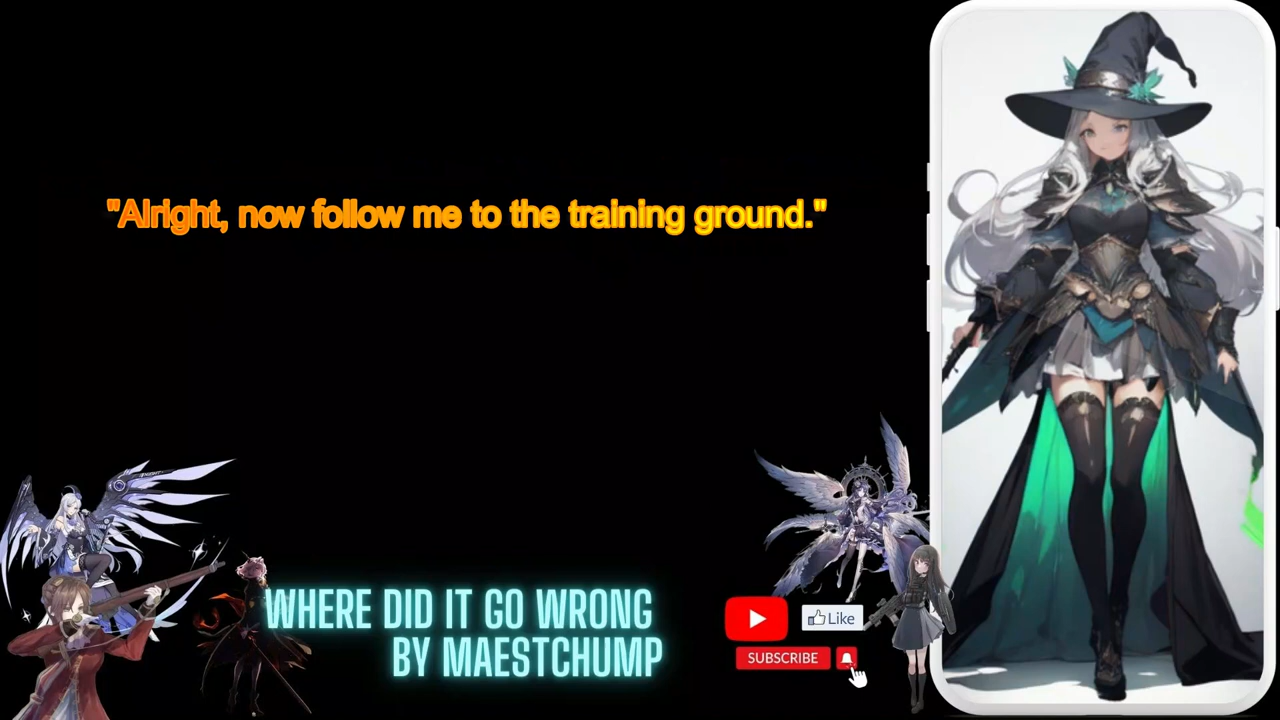 "Alright, now follow me to the training ground."
WHERE DID IT GO WRONG
BY MAESTCHUMP
Like
SUBSCRIBE